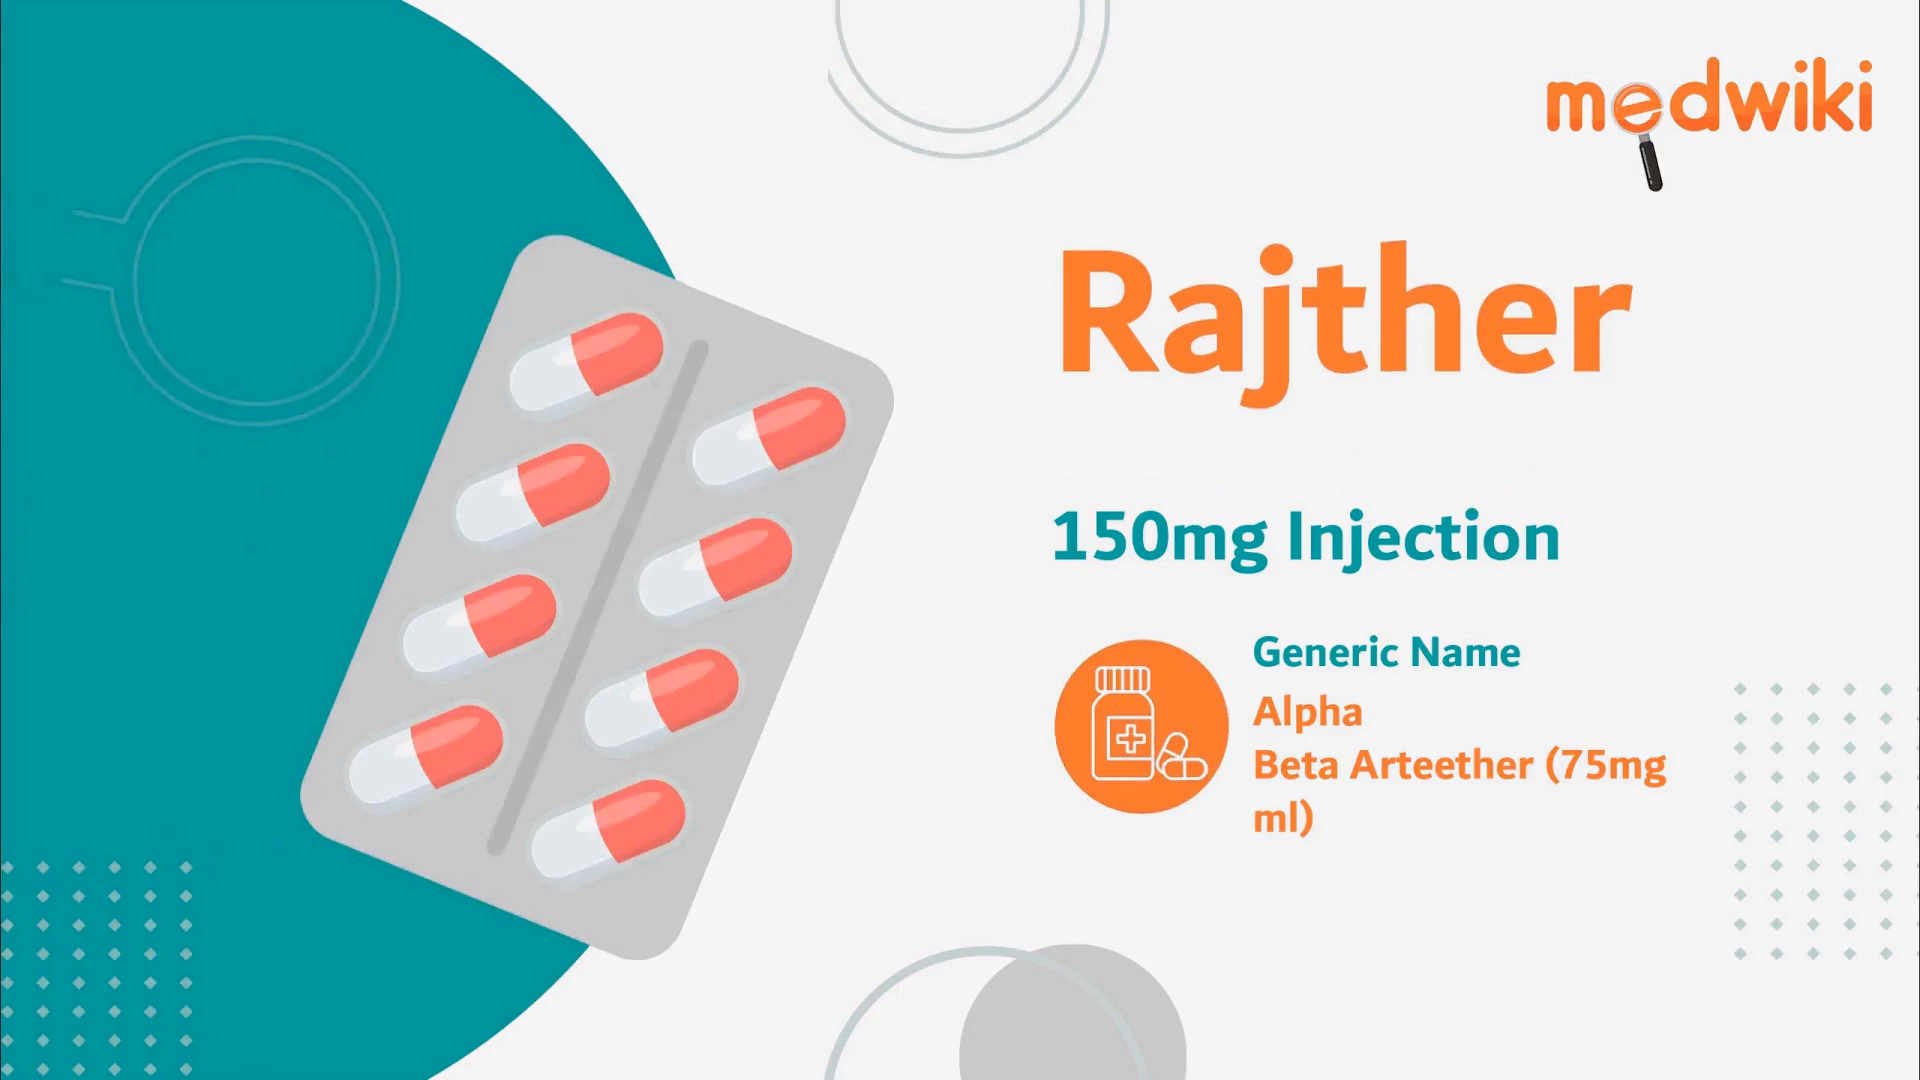 medwiki
Rajther
150mg Injection
Generic Name
Alpha
Beta Arteether (75mg
ml)